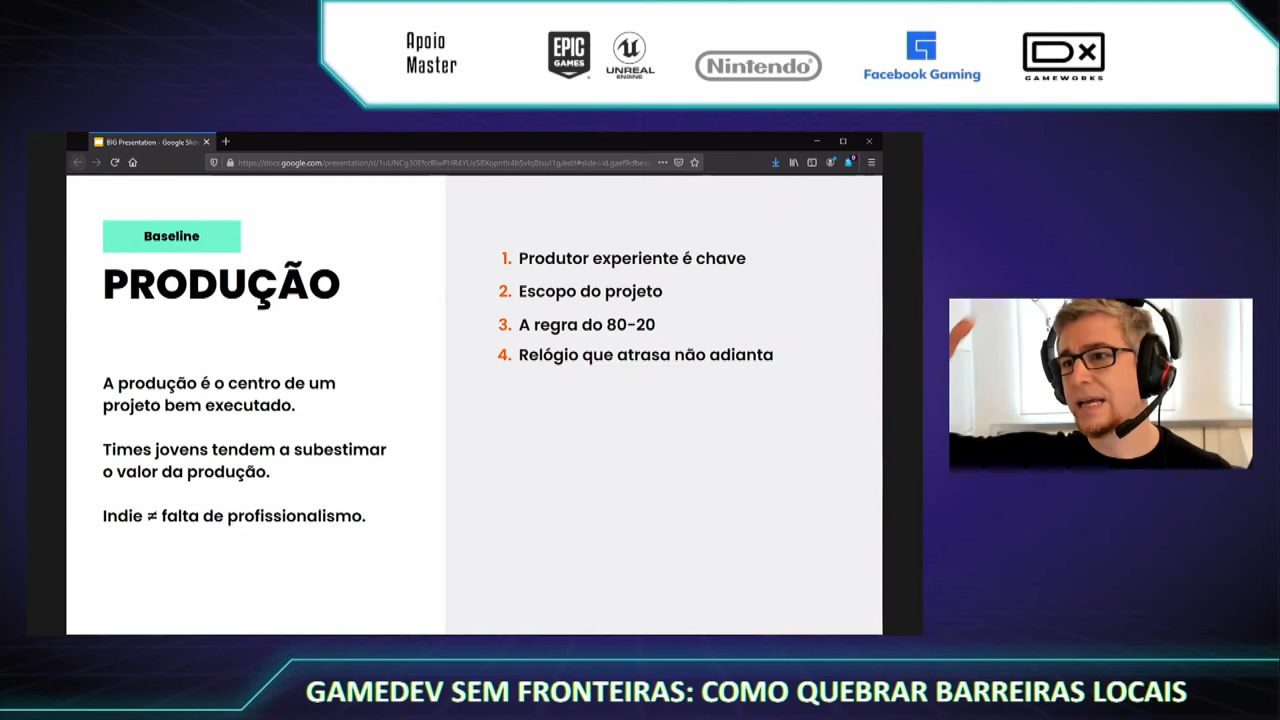 Apoio
Master
EPIC
GAMES
UNREAL
ENGINE
Nintendo
Facebook Gaming
DX
GAMEWORKS
BIG Presentation - Google Slid
Baseline
PRODUÇÃO
A produção é o centro de um
projeto bem executado.
Times jovens tendem a subestimar
o valor da produção.
Indie ≠ falta de profissionalismo.
1. Produtor experiente é chave
2. Escopo do projeto
3. A regra do 80-20
4. Relógio que atrasa não adianta
GAMEDEV SEM FRONTEIRAS: COMO QUEBRAR BARREIRAS LOCAIS